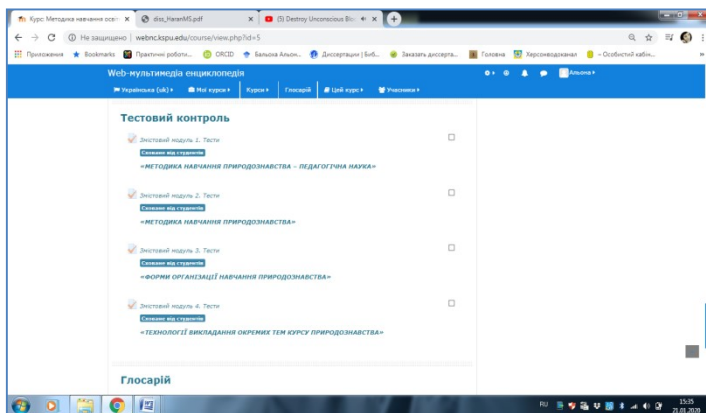 Курс: Методика навчання освіт
diss_HaranMS.pdf
(5) Destroy Unconscious Blo
Не защищено | webnc.kspu.edu/course/view.php?id=5
Приложения Bookmarks Практичні роботи... ORCID Бальоха Альон... Диссертации | Биб... Заказать диссерта... Головна Херсонводоканал – Особистий кабін...
Web-мультимедіа енциклопедія
Альона
Українська (uk) Мої курси Курси Глосарій Цей курс Учасники
Тестовий контроль
Змістовий модуль 1. Тести
Сховано від студентів
«МЕТОДИКА НАВЧАННЯ ПРИРОДОЗНАВСТВА – ПЕДАГОГІЧНА НАУКА»
Змістовий модуль 2. Тести
Сховано від студентів
«МЕТОДИКА НАВЧАННЯ ПРИРОДОЗНАВСТВА»
Змістовий модуль 3. Тести
Сховано від студентів
«ФОРМИ ОРГАНІЗАЦІЇ НАВЧАННЯ ПРИРОДОЗНАВСТВА»
Змістовий модуль 4. Тести
Сховано від студентів
«ТЕХНОЛОГІЇ ВИКЛАДАННЯ ОКРЕМИХ ТЕМ КУРСУ ПРИРОДОЗНАВСТВА»
Глосарій
RU
15:35
21.01.2020